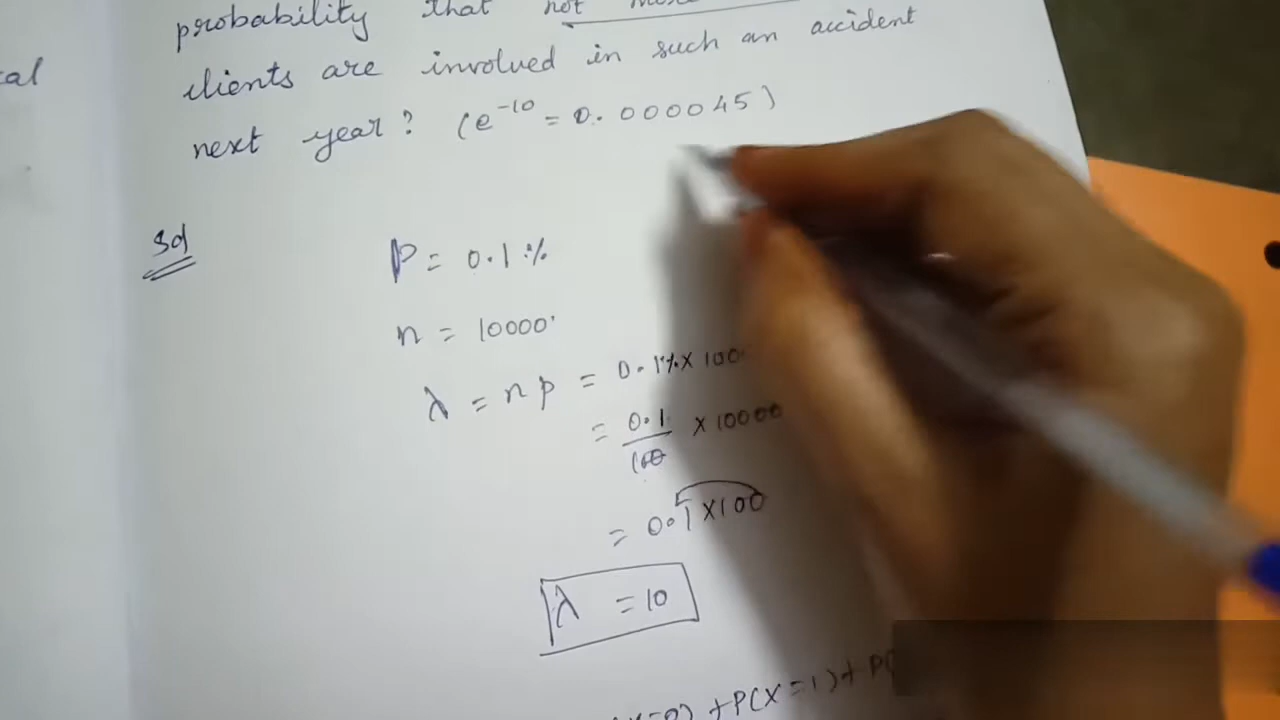 probability that not
cal
clients are involved in such an accident
next year? (e^-10 = 0.000045)
Sol
P = 0.1 %
n = 10000
λ = n p = 0.1% x 100
= 0.1/100 x 10000
= 0.1 x 100
λ = 10
+ P(X=1) + P(